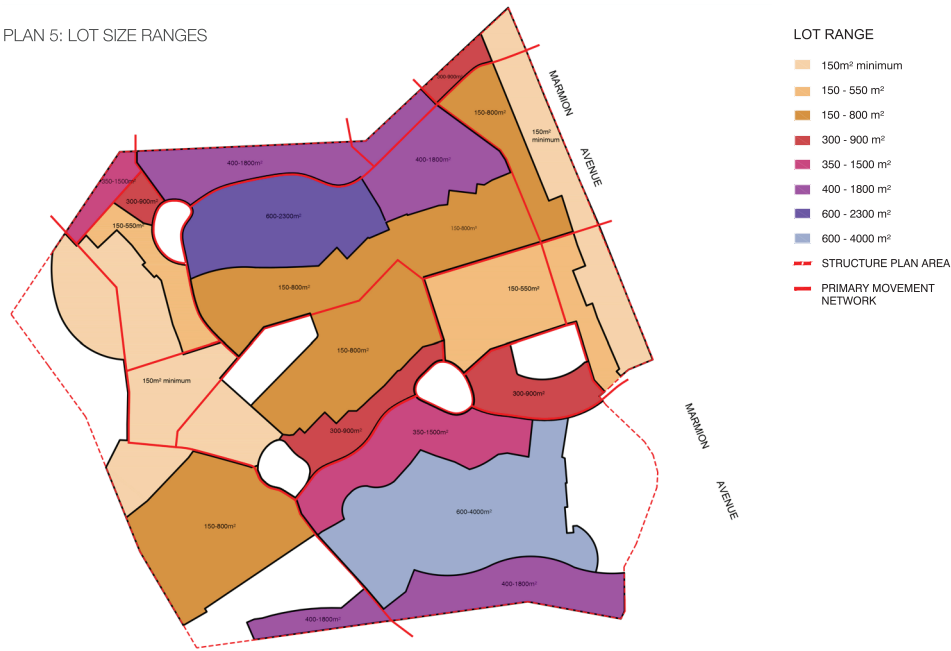 PLAN 5: LOT SIZE RANGES
LOT RANGE
150m² minimum
150 - 550 m²
150 - 800 m²
300 - 900 m²
350 - 1500 m²
400 - 1800 m²
600 - 2300 m²
600 - 4000 m²
STRUCTURE PLAN AREA
PRIMARY MOVEMENT
NETWORK
MARMION
AVENUE
150-800m²
150m²
minimum
400-1800m²
400-1800m²
350-1500m²
300-900m²
150-550m²
600-2300m²
150-800m²
150-800m²
150-550m²
150-800m²
150m² minimum
300-900m²
300-900m²
350-1500m²
MARMION
AVENUE
600-4000m²
150-800m²
400-1800m²
400-1800m²